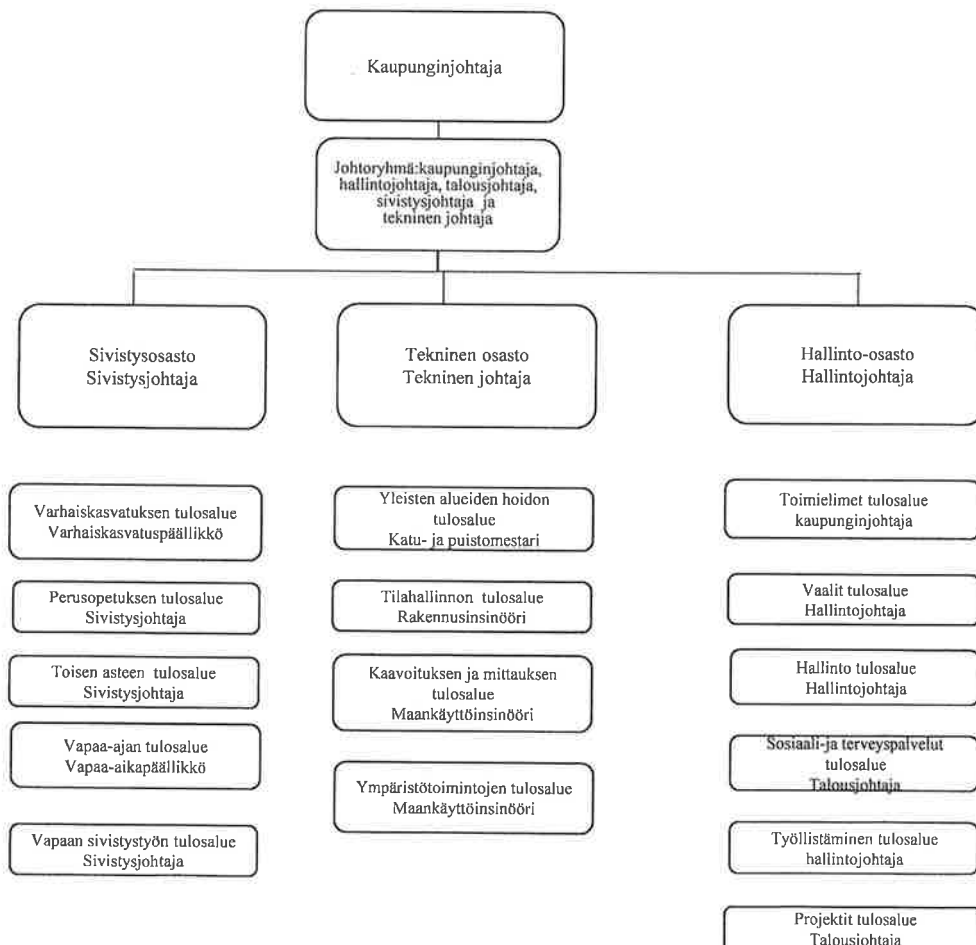 Kaupunginjohtaja
Johtoryhmä:kaupunginjohtaja,
hallintojohtaja, talousjohtaja,
sivistysjohtaja ja
tekninen johtaja
Sivistysosasto
Sivistysjohtaja
Varhaiskasvatuksen tulosalue
Varhaiskasvatuspäällikkö
Perusopetuksen tulosalue
Sivistysjohtaja
Toisen asteen tulosalue
Sivistysjohtaja
Vapaa-ajan tulosalue
Vapaa-aikapäällikkö
Vapaan sivistystyön tulosalue
Sivistysjohtaja
Tekninen osasto
Tekninen johtaja
Yleisten alueiden hoidon
tulosalue
Katu- ja puistomestari
Tilahallinnon tulosalue
Rakennusinsinööri
Kaavoituksen ja mittauksen
tulosalue
Maankäyttöinsinööri
Ympäristötoimintojen tulosalue
Maankäyttöinsinööri
Hallinto-osasto
Hallintojohtaja
Toimielimet tulosalue
kaupunginjohtaja
Vaalit tulosalue
Hallintojohtaja
Hallinto tulosalue
Hallintojohtaja
Sosiaali-ja terveyspalvelut
tulosalue
Talousjohtaja
Työllistäminen tulosalue
hallintojohtaja
Projektit tulosalue
Talousjohtaja